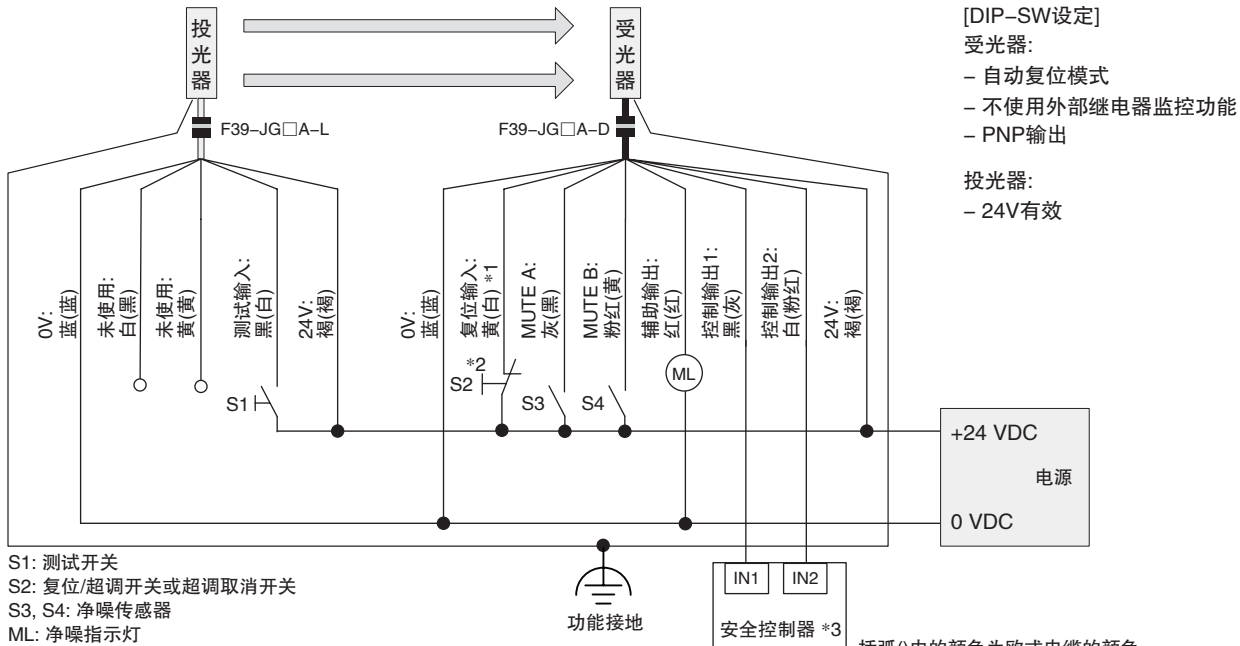 投光器
受光器
[DIP–SW设定]
受光器:
– 自动复位模式
– 不使用外部继电器监控功能
– PNP输出
投光器:
– 24V有效
F39–JG□A–L
F39–JG□A–D
0V:
蓝(蓝)
未使用:
白(黑)
未使用:
黄(黄)
测试输入:
黑(白)
24V:
褐(褐)
0V:
蓝(蓝)
复位输入:
黄(白) *1
MUTE A:
灰(黑)
MUTE B:
粉红(黄)
辅助输出:
红(红)
控制输出1:
黑(灰)
控制输出2:
白(粉红)
24V:
褐(褐)
S1
*2
S2
S3
S4
ML
+24 VDC
电源
0 VDC
S1: 测试开关
S2: 复位/超调开关或超调取消开关
S3, S4: 净噪传感器
ML: 净噪指示灯
功能接地
IN1
IN2
安全控制器 *3